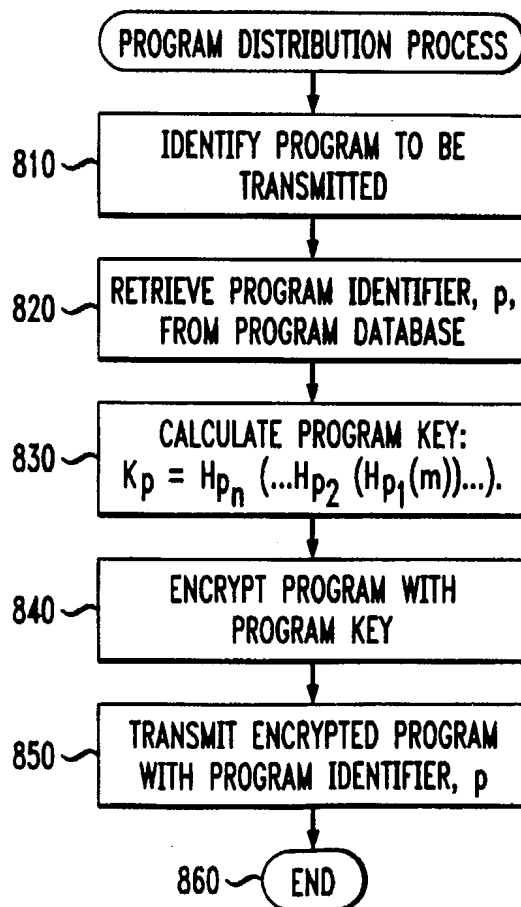 PROGRAM DISTRIBUTION PROCESS
810
IDENTIFY PROGRAM TO BE
TRANSMITTED
820
RETRIEVE PROGRAM IDENTIFIER, p,
FROM PROGRAM DATABASE
830
CALCULATE PROGRAM KEY:
Kp = Hpn (...Hp2 (Hp1(m))...).
840
ENCRYPT PROGRAM WITH
PROGRAM KEY
850
TRANSMIT ENCRYPTED PROGRAM
WITH PROGRAM IDENTIFIER, p
860
END